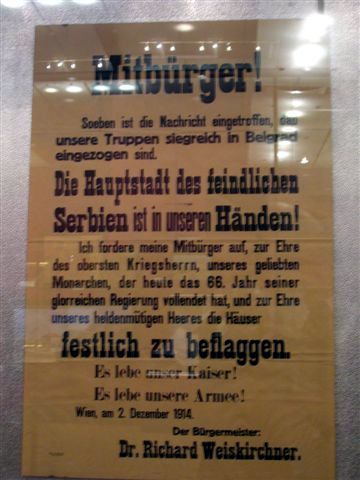 Mitbürger!
Soeben ist die Nachricht eingetroffen, daß
unsere Truppen siegreich in Belgrad
eingezogen sind.
Die Hauptstadt des feindlichen
Serbien ist in unseren Händen!
Ich fordere meine Mitbürger auf, zur Ehre
des obersten Kriegsherrn, unseres geliebten
Monarchen, der heute das 66. Jahr seiner
glorreichen Regierung vollendet hat, und zur Ehre
unseres heldenmütigen Heeres die Häuser
festlich zu beflaggen.
Es lebe unser Kaiser!
Es lebe unsere Armee!
Wien, am 2. Dezember 1914.
Der Bürgermeister:
Dr. Richard Weiskirchner.